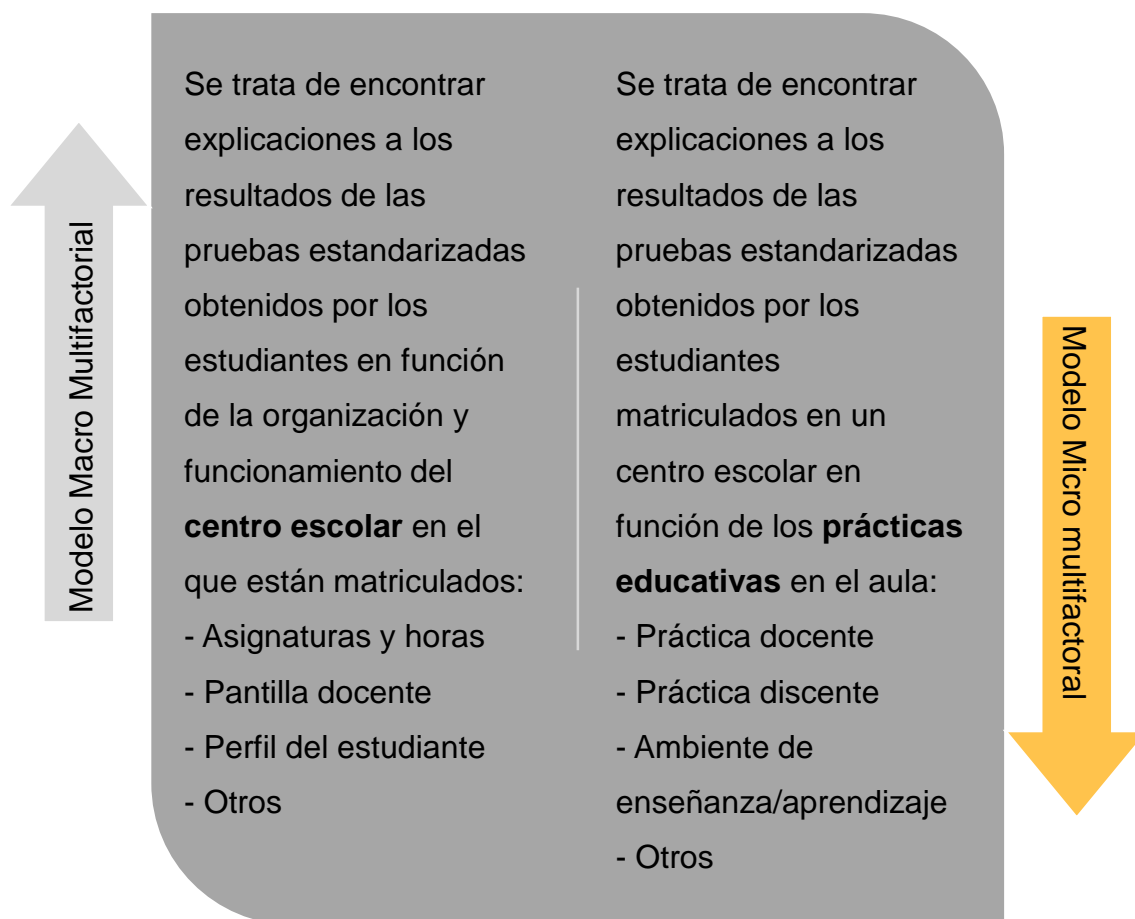 Modelo Macro Multifactorial
Se trata de encontrar
explicaciones a los
resultados de las
pruebas estandarizadas
obtenidos por los
estudiantes en función
de la organización y
funcionamiento del
centro escolar en el
que están matriculados:
- Asignaturas y horas
- Pantilla docente
- Perfil del estudiante
- Otros
Se trata de encontrar
explicaciones a los
resultados de las
pruebas estandarizadas
obtenidos por los
estudiantes
matriculados en un
centro escolar en
función de los prácticas
educativas en el aula:
- Práctica docente
- Práctica discente
- Ambiente de
enseñanza/aprendizaje
- Otros
Modelo Micro multifactoral